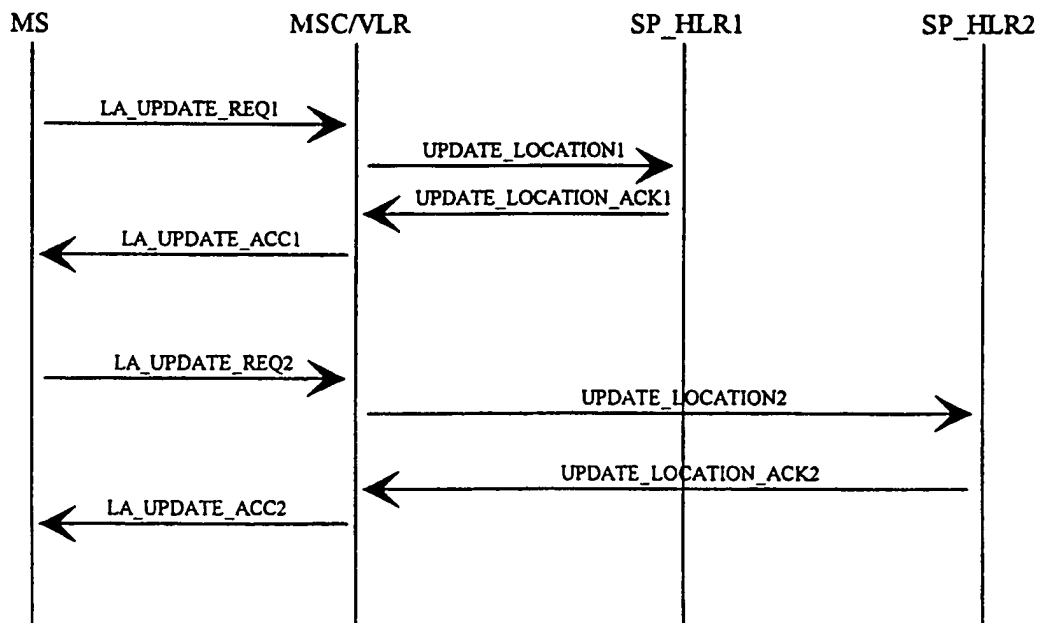 MS MSC/VLR SP_HLR1 SP_HLR2
LA_UPDATE_REQ1
UPDATE_LOCATION1
UPDATE_LOCATION_ACK1
LA_UPDATE_ACC1
LA_UPDATE_REQ2
UPDATE_LOCATION2
UPDATE_LOCATION_ACK2
LA_UPDATE_ACC2